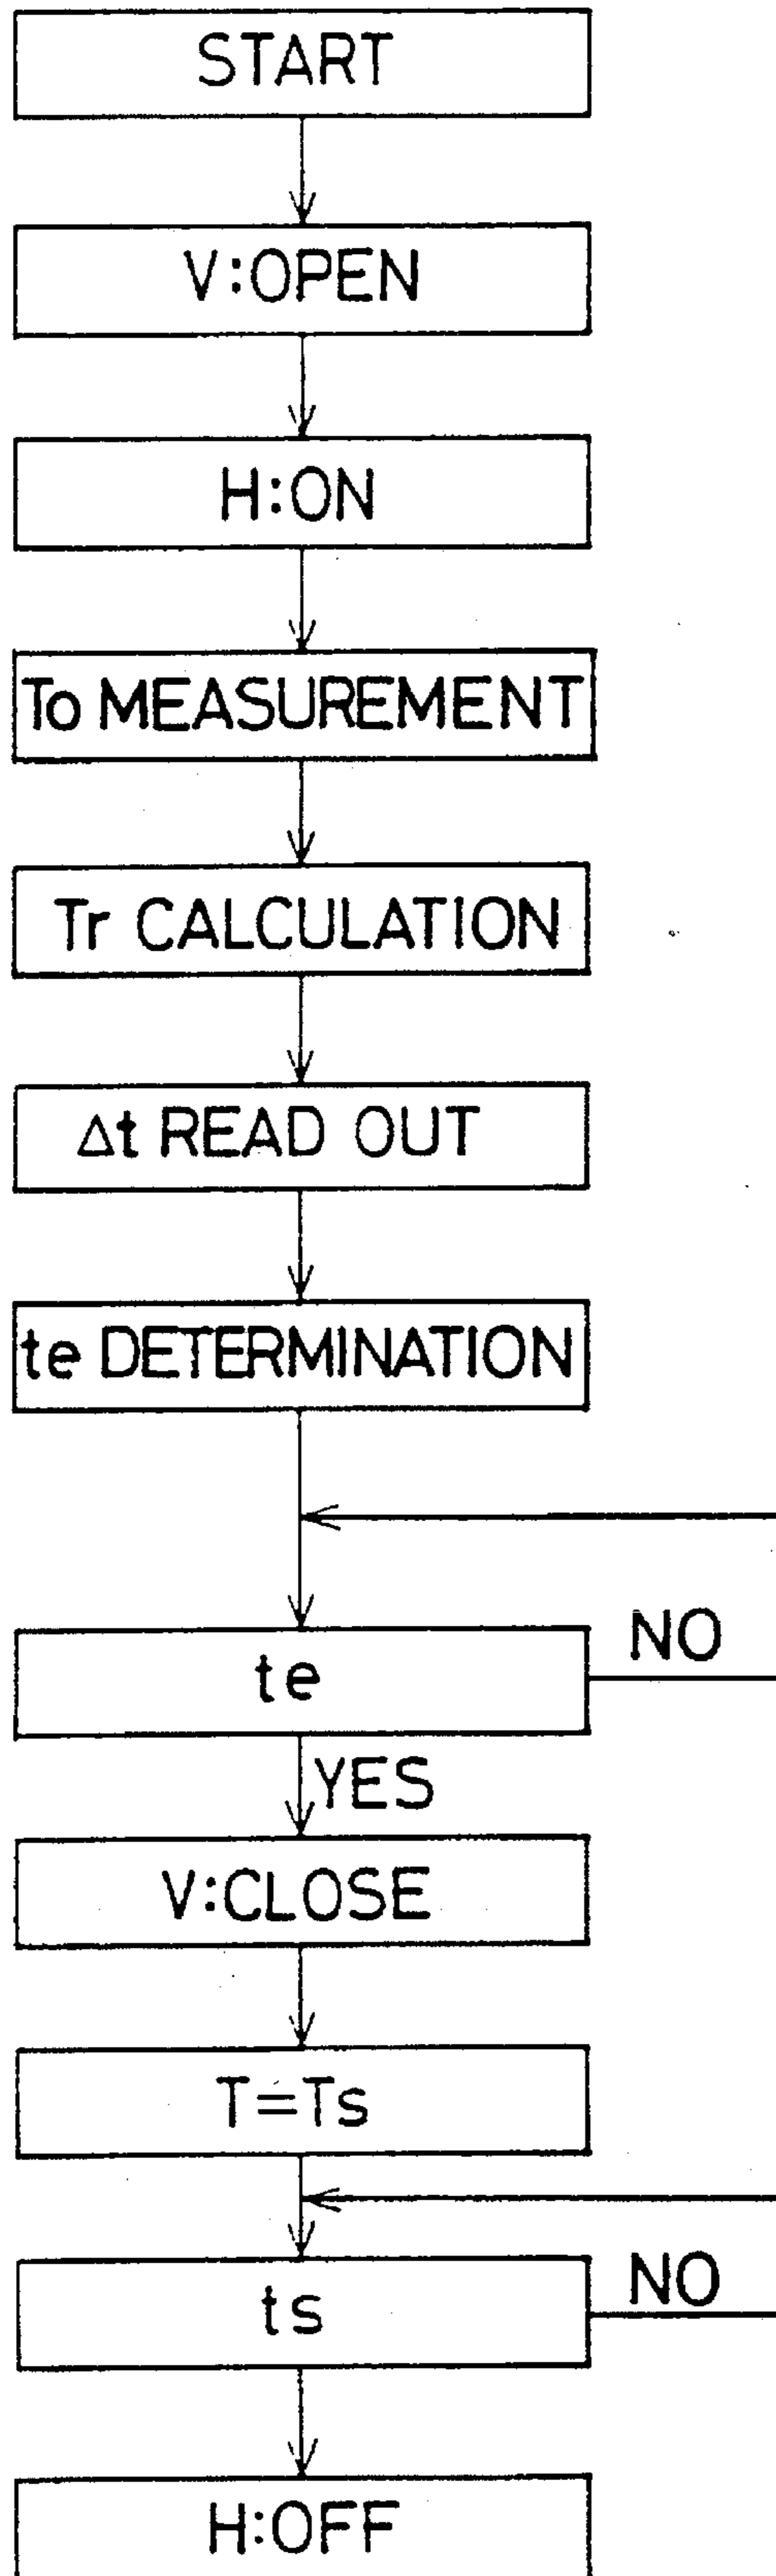 START
V:OPEN
H:ON
To MEASUREMENT
Tr CALCULATION
Δt READ OUT
te DETERMINATION
te
NO
YES
V:CLOSE
T=Ts
ts
NO
H:OFF